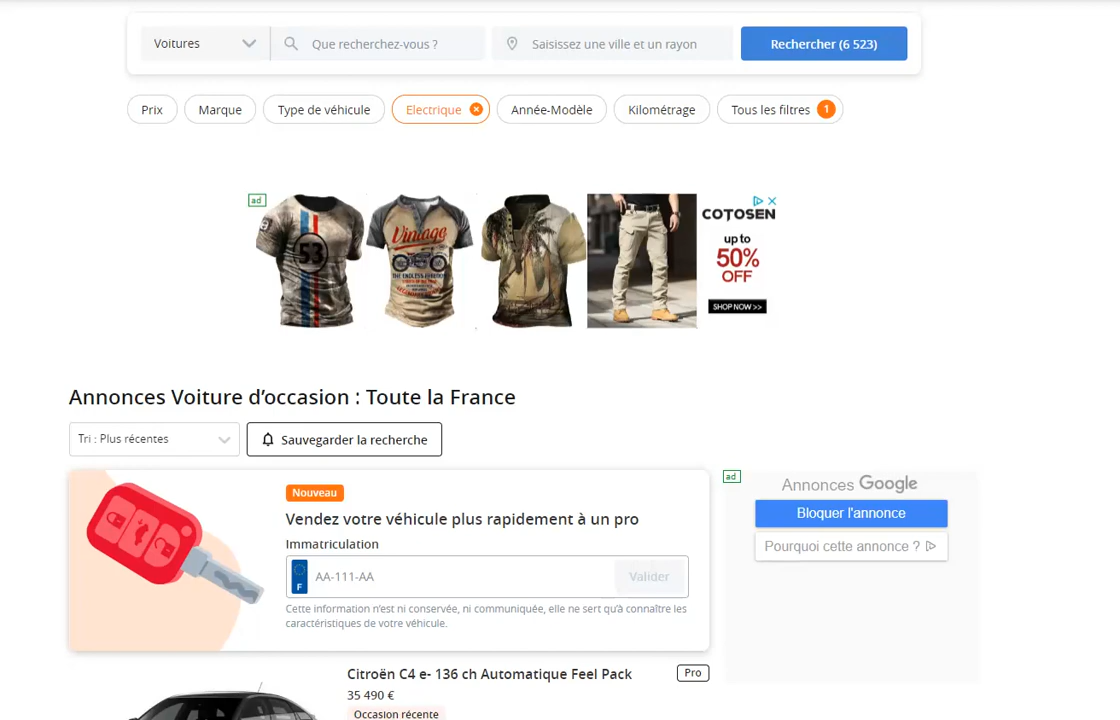 Voitures
Que recherchez-vous ?
Saisissez une ville et un rayon
Rechercher (6 523)
Prix
Marque
Type de véhicule
Electrique
Année-Modèle
Kilométrage
Tous les filtres 1
ad
53
Vintage
COTOSEN
up to
50%
OFF
SHOP NOW >>
Annonces Voiture d’occasion : Toute la France
Tri : Plus récentes
Sauvegarder la recherche
Nouveau
Vendez votre véhicule plus rapidement à un pro
Immatriculation
F
AA-111-AA
Valider
Cette information n’est ni conservée, ni communiquée, elle ne sert qu’à connaître les
caractéristiques de votre véhicule.
ad
Annonces Google
Bloquer l'annonce
Pourquoi cette annonce ?
Citroën C4 e- 136 ch Automatique Feel Pack
Pro
35 490 €
Occasion récente